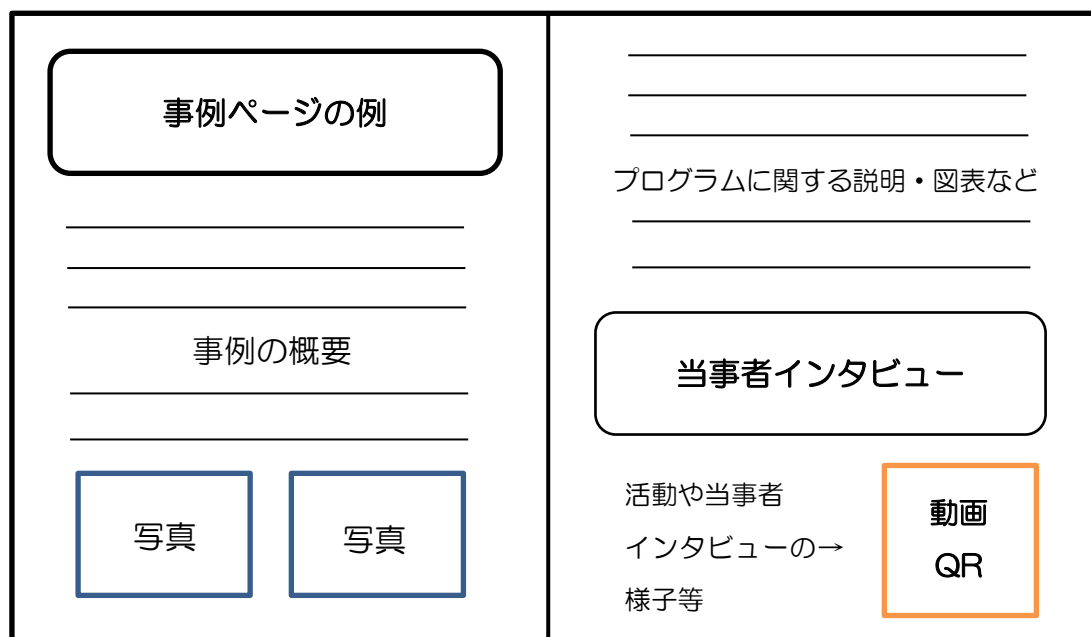 事例ページの例
事例の概要
写真
写真
プログラムに関する説明・図表など
当事者インタビュー
活動や当事者
インタビューの→
様子等
動画
QR